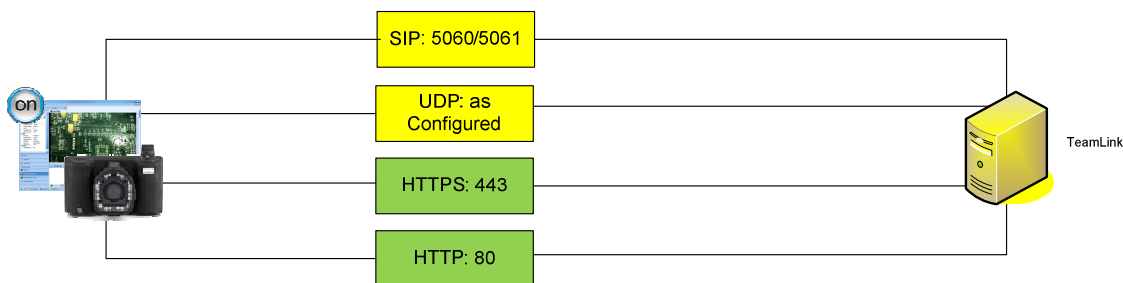 SIP: 5060/5061
on
UDP: as
Configured
TeamLink
HTTPS: 443
HTTP: 80